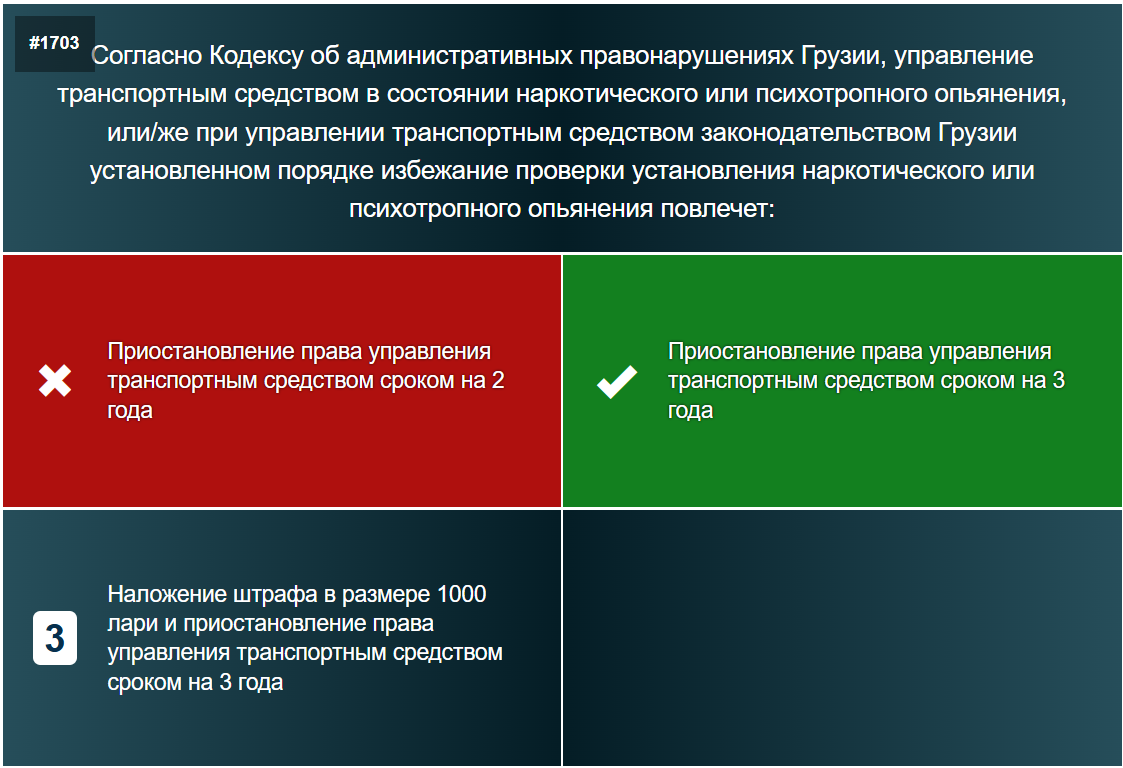 #1703
Согласно Кодексу об административных правонарушениях Грузии, управление
транспортным средством в состоянии наркотического или психотропного опьянения,
или/же при управлении транспортным средством законодательством Грузии
установленном порядке избежание проверки установления наркотического или
психотропного опьянения повлечет:
Приостановление права управления
транспортным средством сроком на 2
года
Приостановление права управления
транспортным средством сроком на 3
года
3
Наложение штрафа в размере 1000
лари и приостановление права
управления транспортным средством
сроком на 3 года